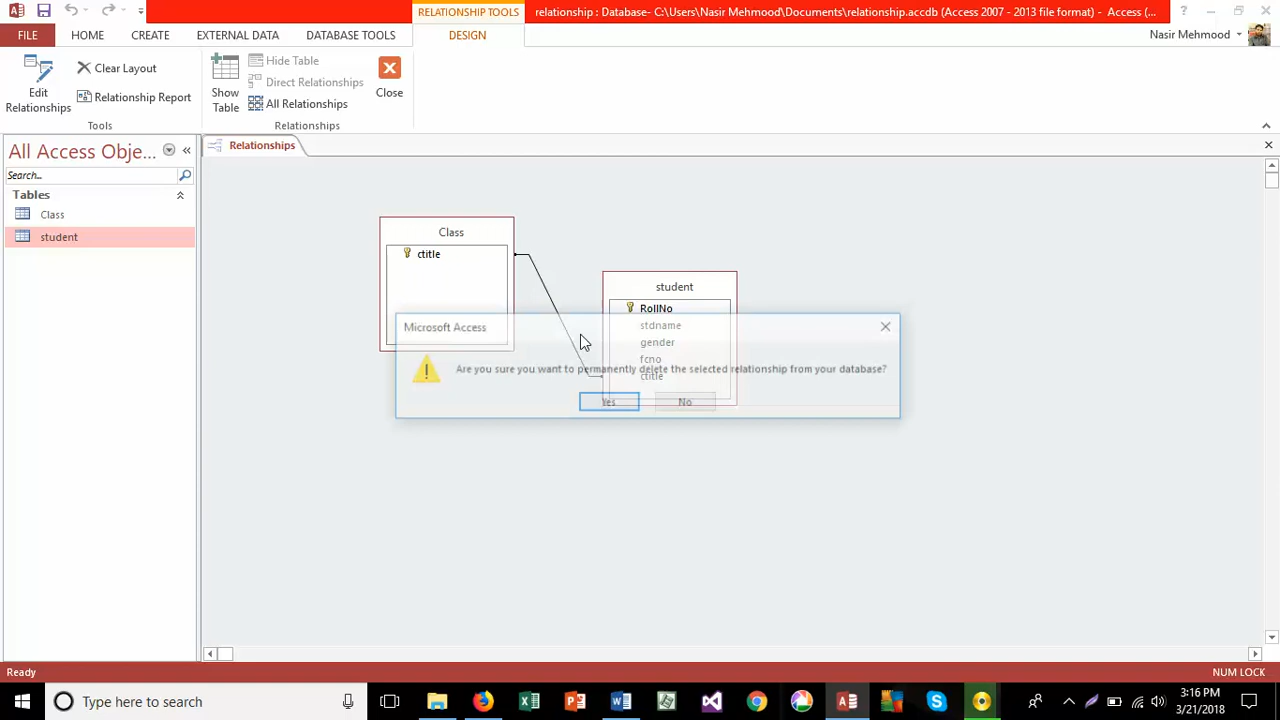 RELATIONSHIP TOOLS
relationship : Database- C:\Users\Nasir Mehmood\Documents\relationship.accdb (Access 2007 - 2013 file format) - Access (...
FILE HOME CREATE EXTERNAL DATA DATABASE TOOLS DESIGN Nasir Mehmood
Edit Relationships
Clear Layout
Relationship Report
Tools
Show Table
Hide Table
Direct Relationships
All Relationships
Close
Relationships
All Access Obje...
Search...
Tables
Class
student
Relationships
Class
ctitle
student
RollNo
stdname
gender
fcno
ctitle
Microsoft Access
Are you sure you want to permanently delete the selected relationship from your database?
Yes No
Ready NUM LOCK
Type here to search
3:16 PM
3/21/2018